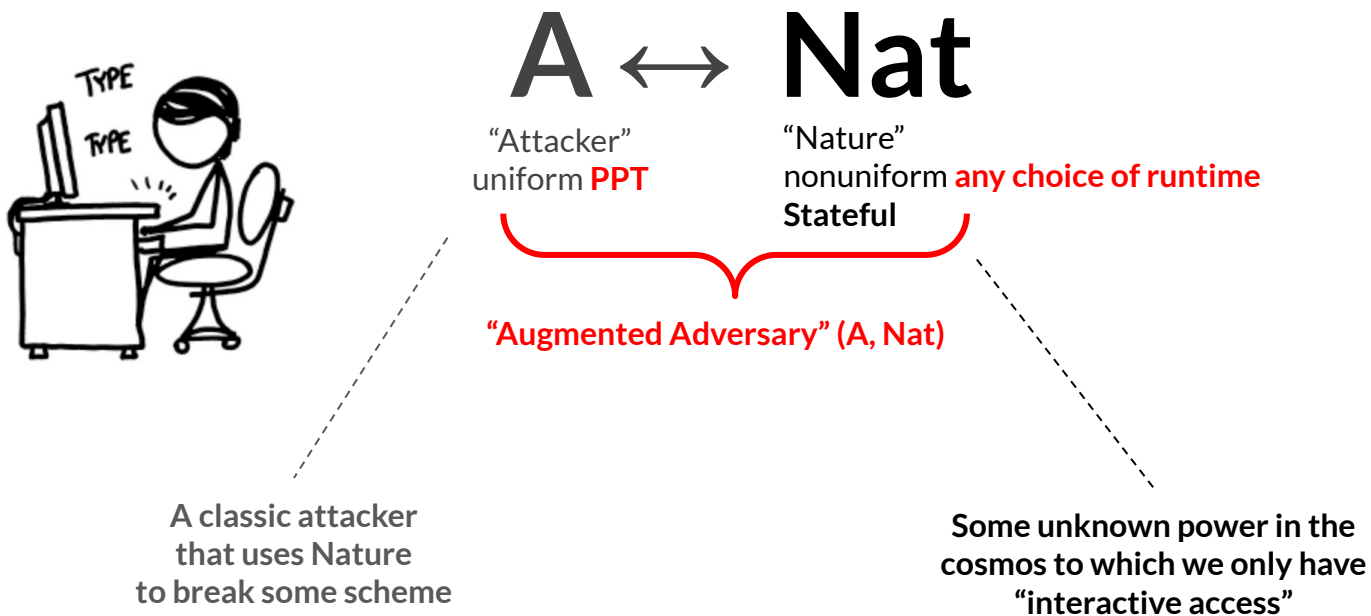 A ↔ Nat
TYPE
TYPE
“Attacker”
uniform PPT
“Nature”
nonuniform any choice of runtime
Stateful
“Augmented Adversary” (A, Nat)
A classic attacker
that uses Nature
to break some scheme
Some unknown power in the
cosmos to which we only have
“interactive access”